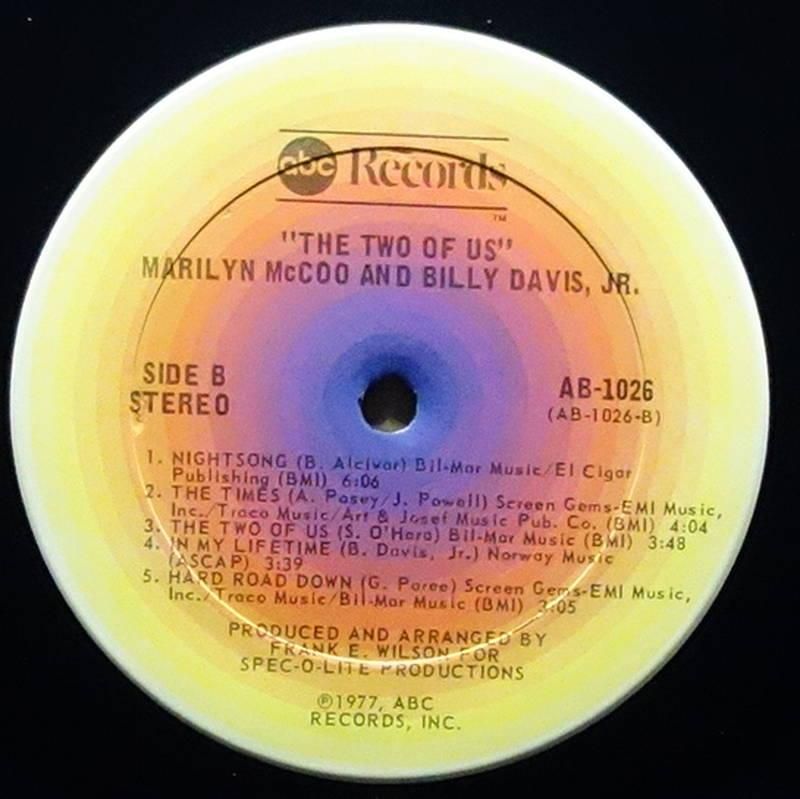 abc Records
TM
"THE TWO OF US"
MARILYN McCOO AND BILLY DAVIS, JR.
SIDE B
STEREO
AB-1026
(AB-1026-B)
1. NIGHTSONG (B. Alcivar) Bil-Mar Music/El Cigar
Publishing (BMI) 6:06
2. THE TIMES (A. Posey/J. Powell) Screen Gems-EMI Music,
Inc./Traco Music/Art & Josef Music Pub. Co. (BMI) 4:04
3. THE TWO OF US (S. O'Hara) Bil-Mar Music (BMI) 3:48
4. IN MY LIFETIME (B. Davis, Jr.) Norway Music
(ASCAP) 3:39
5. HARD ROAD DOWN (G. Paree) Screen Gems-EMI Music,
Inc./Traco Music/Bil-Mar Music (BMI) 3:05
PRODUCED AND ARRANGED BY
FRANK E. WILSON FOR
SPEC-O-LITE PRODUCTIONS
℗1977, ABC
RECORDS, INC.